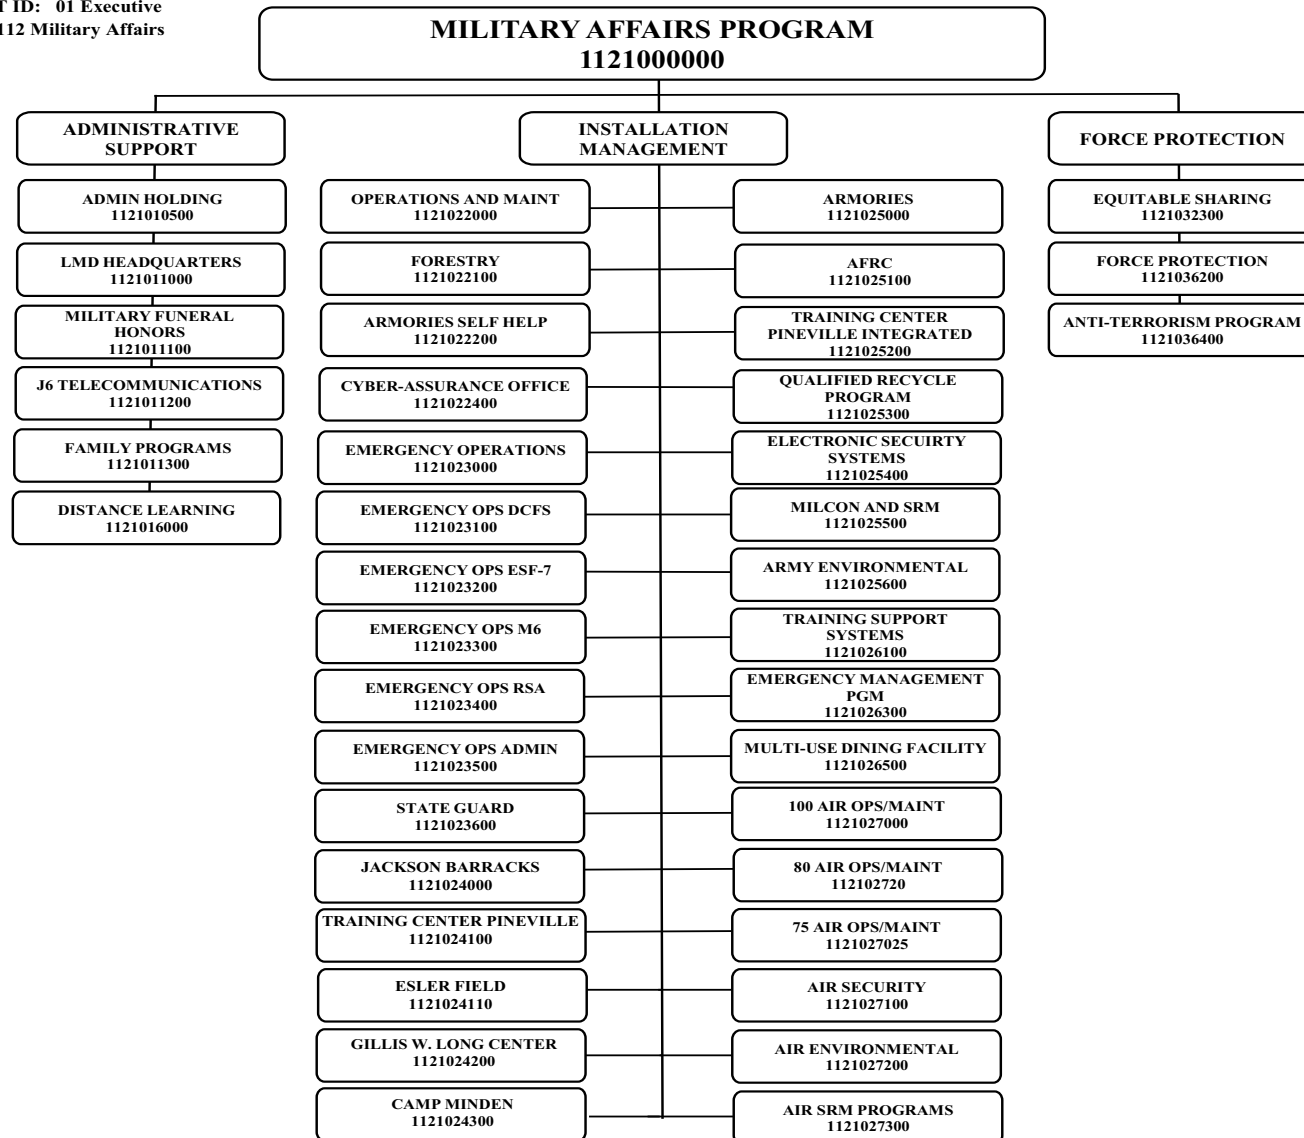 T ID: 01 Executive
112 Military Affairs
MILITARY AFFAIRS PROGRAM
1121000000
ADMINISTRATIVE
SUPPORT
ADMIN HOLDING
1121010500
LMD HEADQUARTERS
1121011000
MILITARY FUNERAL
HONORS
1121011100
J6 TELECOMMUNICATIONS
1121011200
FAMILY PROGRAMS
1121011300
DISTANCE LEARNING
1121016000
INSTALLATION
MANAGEMENT
OPERATIONS AND MAINT
1121022000
FORESTRY
1121022100
ARMORIES SELF HELP
1121022200
CYBER-ASSURANCE OFFICE
1121022400
EMERGENCY OPERATIONS
1121023000
EMERGENCY OPS DCFS
1121023100
EMERGENCY OPS ESF-7
1121023200
EMERGENCY OPS M6
1121023300
EMERGENCY OPS RSA
1121023400
EMERGENCY OPS ADMIN
1121023500
STATE GUARD
1121023600
JACKSON BARRACKS
1121024000
TRAINING CENTER PINEVILLE
1121024100
ESLER FIELD
1121024110
GILLIS W. LONG CENTER
1121024200
CAMP MINDEN
1121024300
ARMORIES
1121025000
AFRC
1121025100
TRAINING CENTER
PINEVILLE INTEGRATED
1121025200
QUALIFIED RECYCLE
PROGRAM
1121025300
ELECTRONIC SECUIRTY
SYSTEMS
1121025400
MILCON AND SRM
1121025500
ARMY ENVIRONMENTAL
1121025600
TRAINING SUPPORT
SYSTEMS
1121026100
EMERGENCY MANAGEMENT
PGM
1121026300
MULTI-USE DINING FACILITY
1121026500
100 AIR OPS/MAINT
1121027000
80 AIR OPS/MAINT
112102720
75 AIR OPS/MAINT
1121027025
AIR SECURITY
1121027100
AIR ENVIRONMENTAL
1121027200
AIR SRM PROGRAMS
1121027300
FORCE PROTECTION
EQUITABLE SHARING
1121032300
FORCE PROTECTION
1121036200
ANTI-TERRORISM PROGRAM
1121036400